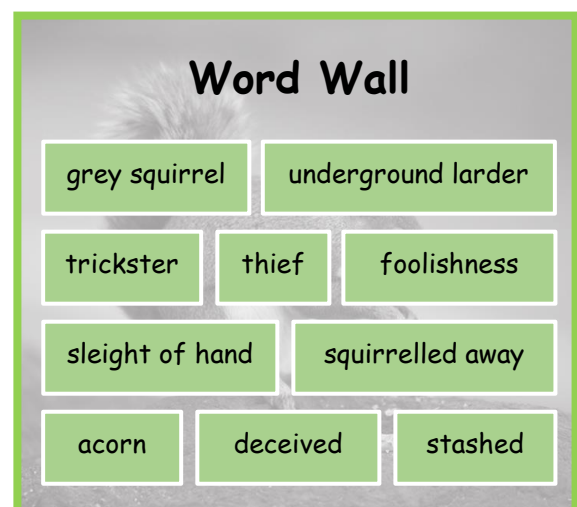 Word Wall
grey squirrel underground larder
trickster thief foolishness
sleight of hand squirrelled away
acorn deceived stashed